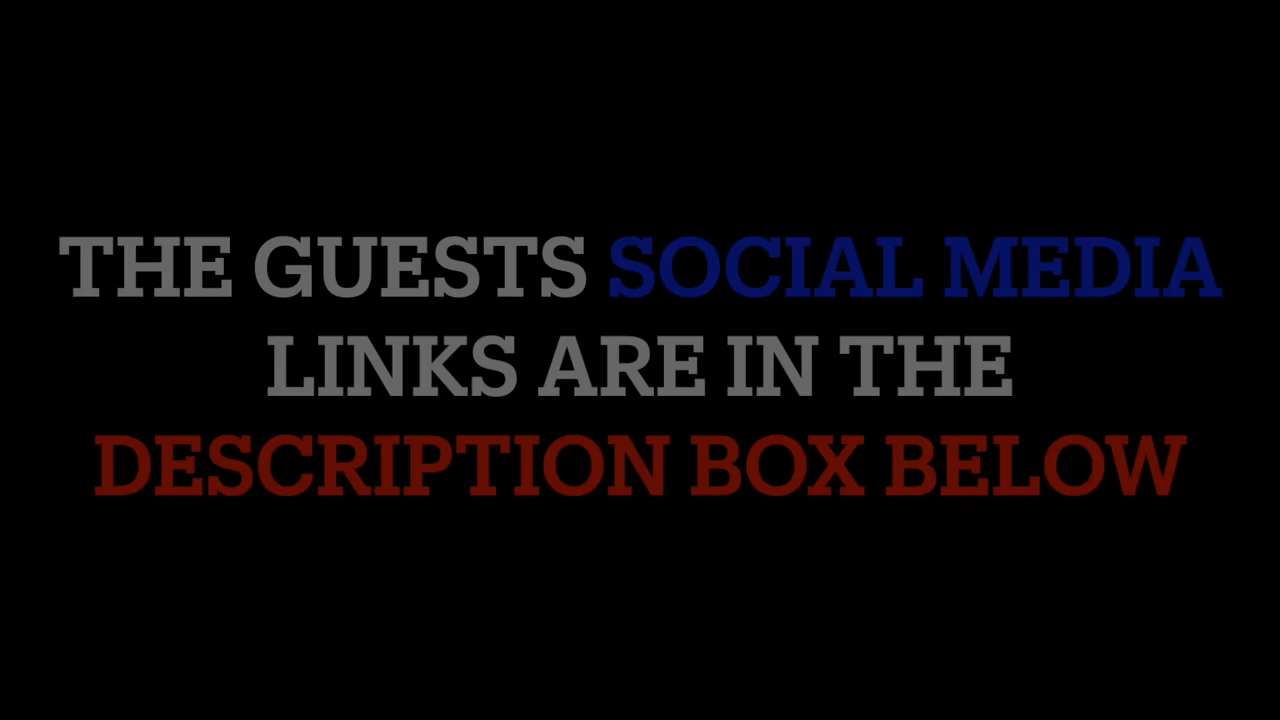 THE GUESTS SOCIAL MEDIA
LINKS ARE IN THE
DESCRIPTION BOX BELOW